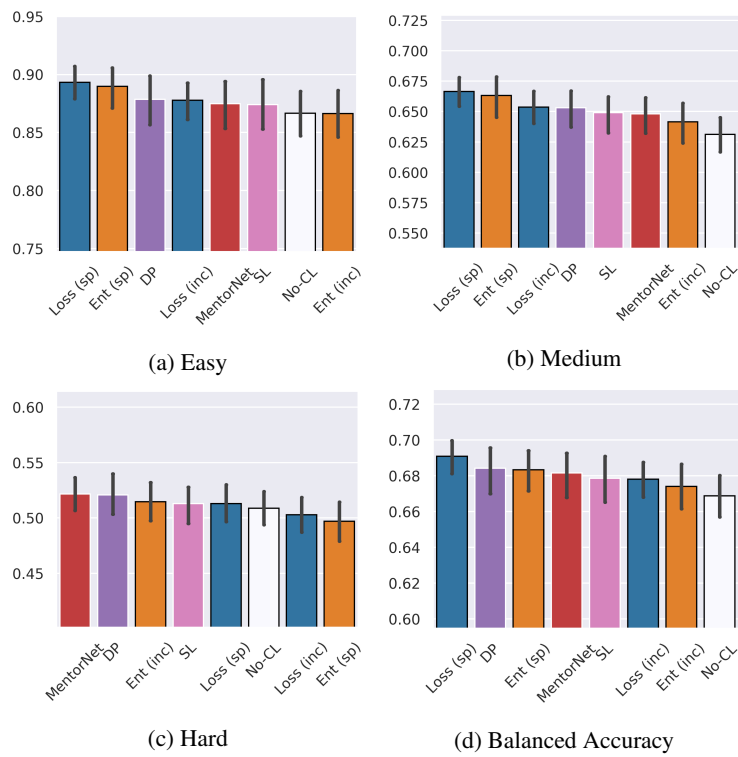 0.95
0.90
0.85
0.80
0.75
Loss (sp)
Ent (sp)
DP
Loss (inc)
MentorNet
SL
No-CL
Ent (inc)
(a) Easy
0.725
0.700
0.675
0.650
0.625
0.600
0.575
0.550
Loss (sp)
Ent (sp)
Loss (inc)
DP
SL
MentorNet
Ent (inc)
No-CL
(b) Medium
0.60
0.55
0.50
0.45
MentorNet
DP
Ent (inc)
SL
Loss (sp)
No-CL
Loss (inc)
Ent (sp)
(c) Hard
0.72
0.70
0.68
0.66
0.64
0.62
0.60
Loss (sp)
DP
Ent (sp)
MentorNet
SL
Loss (inc)
Ent (inc)
No-CL
(d) Balanced Accuracy